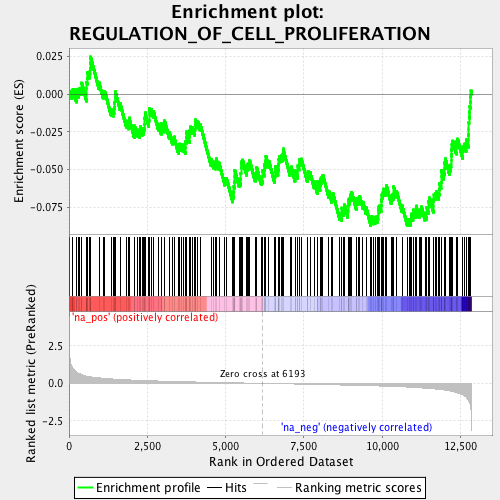 Enrichment plot:
REGULATION_OF_CELL_PROLIFERATION
Enrichment score (ES)
0.025
0.000
-0.025
-0.050
-0.075
'na_pos' (positively correlated)
Ranked list metric (PreRanked)
2.5
0.0
-2.5
Zero cross at 6193
'na_neg' (negatively correlated)
0
2,500
5,000
7,500
10,000
12,500
Rank in Ordered Dataset
Enrichment profile
Hits
Ranking metric scores